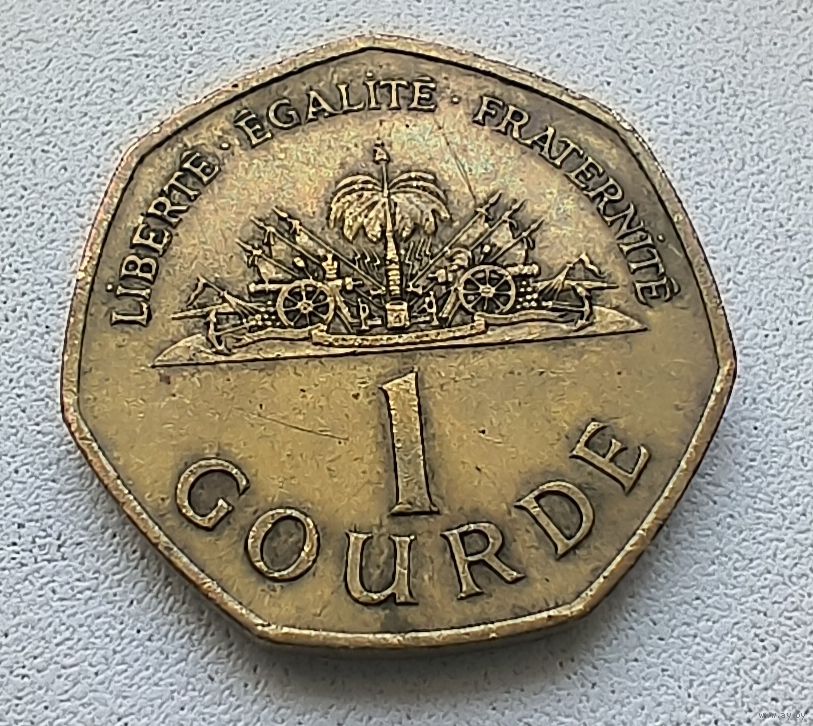 LIBERTÉ · ÉGALITÉ · FRATERNITÉ
1
GOURDE